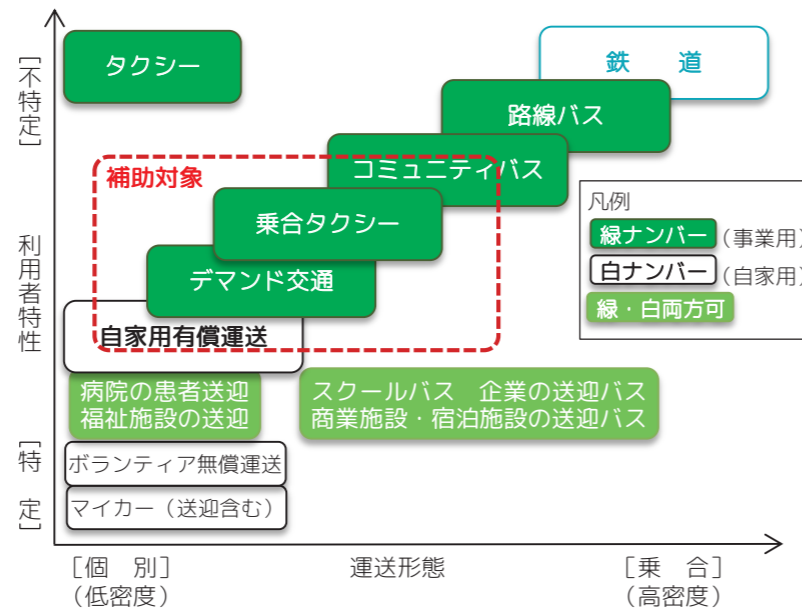 [不特定]
利用者特性
[特 定]
タクシー
鉄 道
路線バス
コミュニティバス
補助対象
乗合タクシー
デマンド交通
自家用有償運送
凡例
緑ナンバー (事業用)
白ナンバー (自家用)
緑・白両方可
病院の患者送迎
福祉施設の送迎
スクールバス 企業の送迎バス
商業施設・宿泊施設の送迎バス
ボランティア無償運送
マイカー(送迎含む)
[個 別]
(低密度)
運送形態
[乗 合]
(高密度)